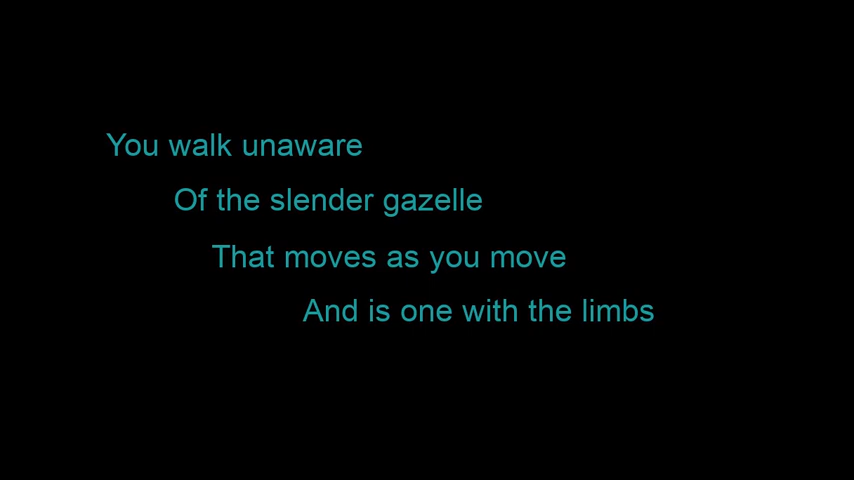 You walk unaware
Of the slender gazelle
That moves as you move
And is one with the limbs